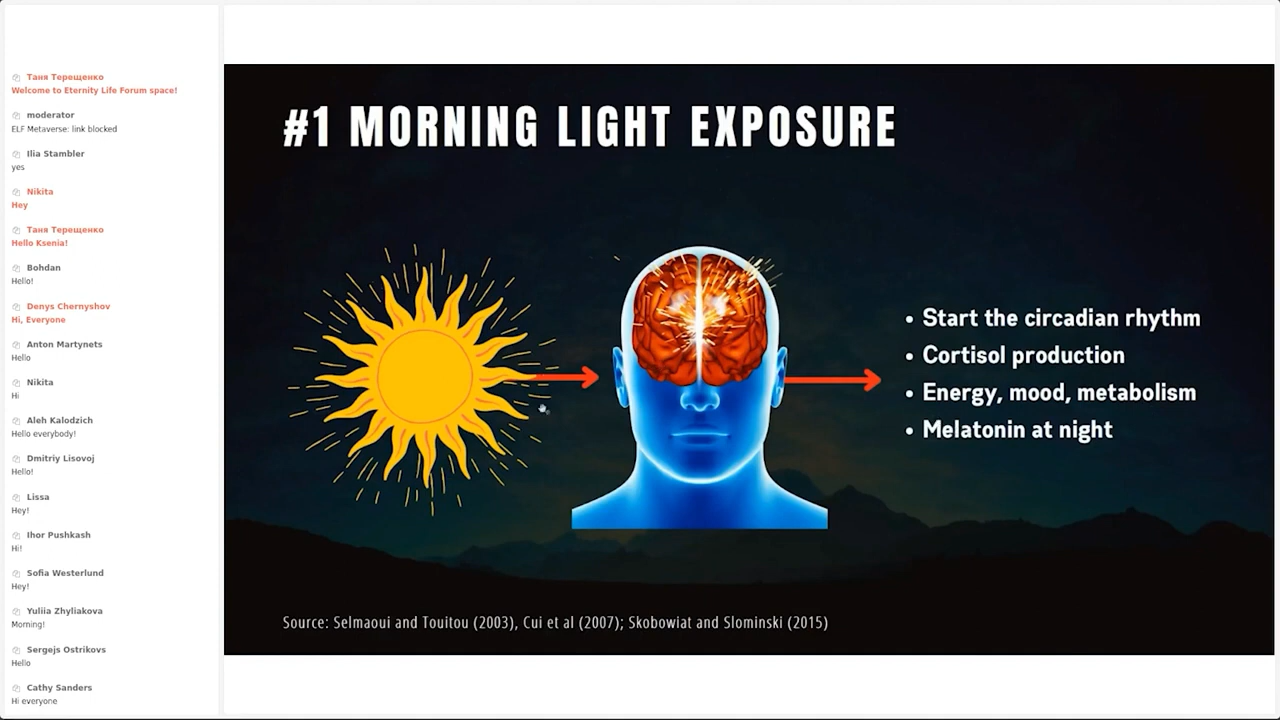 Таня Терещенко
Welcome to Eternity Life Forum space!
moderator
ELF Metaverse: link blocked
Ilia Stambler
yes
Nikita
Hey
Таня Терещенко
Hello Ksenia!
Bohdan
Hello!
Denys Chernyshov
Hi, Everyone
Anton Martynets
Hello
Nikita
Hi
Aleh Kalodzich
Hello everybody!
Dmitriy Lisovoj
Hello!
Lissa
Hey!
Ihor Pushkash
Hi!
Sofia Westerlund
Hey!
Yuliia Zhyliakova
Morning!
Sergejs Ostrikovs
Hello
Cathy Sanders
Hi everyone
#1 MORNING LIGHT EXPOSURE
• Start the circadian rhythm
• Cortisol production
• Energy, mood, metabolism
• Melatonin at night
Source: Selmaoui and Touitou (2003), Cui et al (2007); Skobowiat and Slominski (2015)